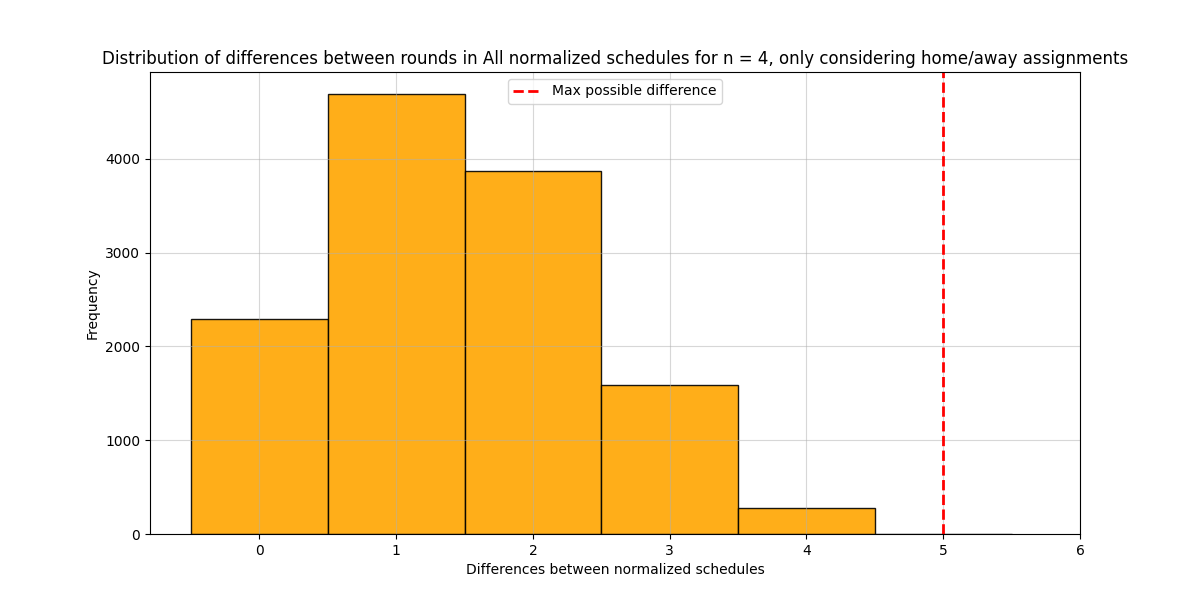 Distribution of differences between rounds in All normalized schedules for n = 4, only considering home/away assignments
Max possible difference
4000
3000
2000
1000
0
Frequency
0 1 2 3 4 5 6
Differences between normalized schedules